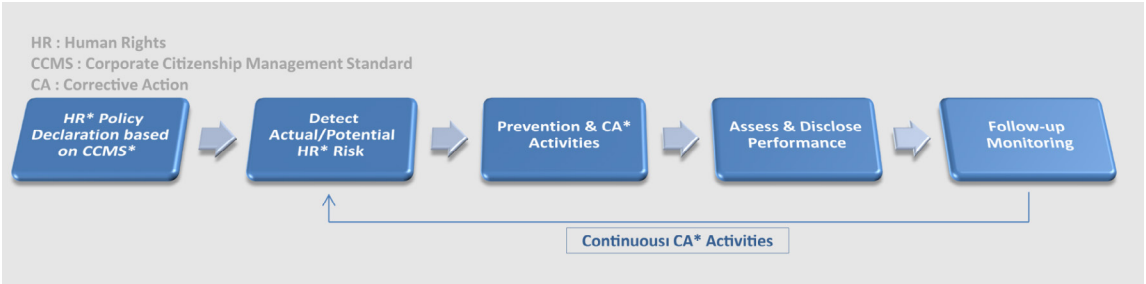 HR : Human Rights
CCMS : Corporate Citizenship Management Standard
CA : Corrective Action
HR* Policy
Declaration based
on CCMS*
Detect
Actual/Potential
HR* Risk
Prevention & CA*
Activities
Assess & Disclose
Performance
Follow-up
Monitoring
Continuousı CA* Activities